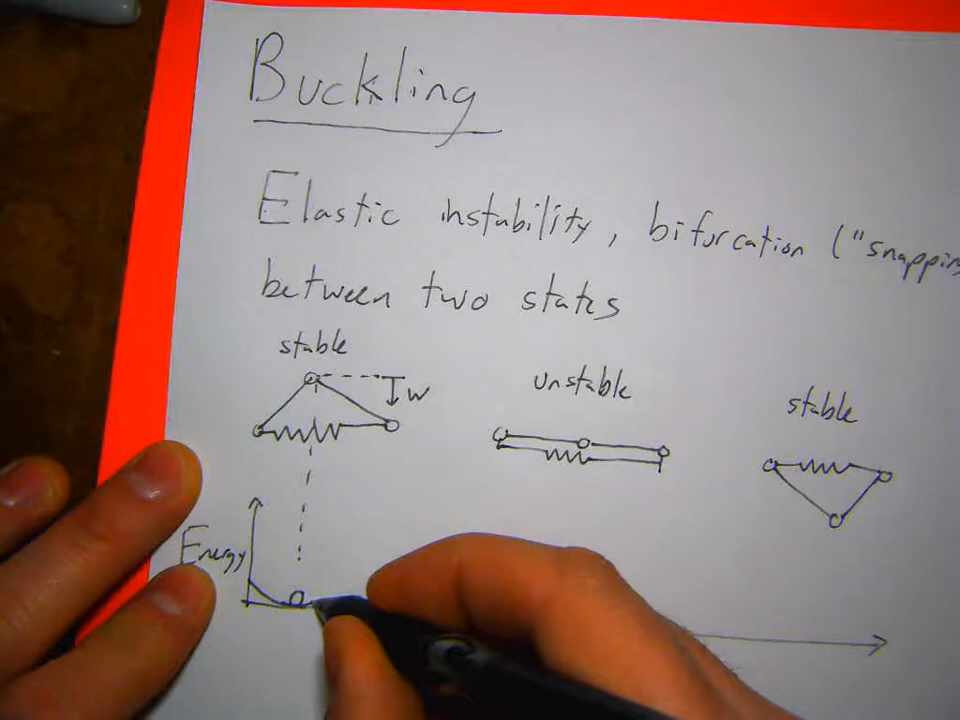 Buckling
Elastic instability, bifurcation ("snapping
between two states
stable
unstable
stable
w
Energy